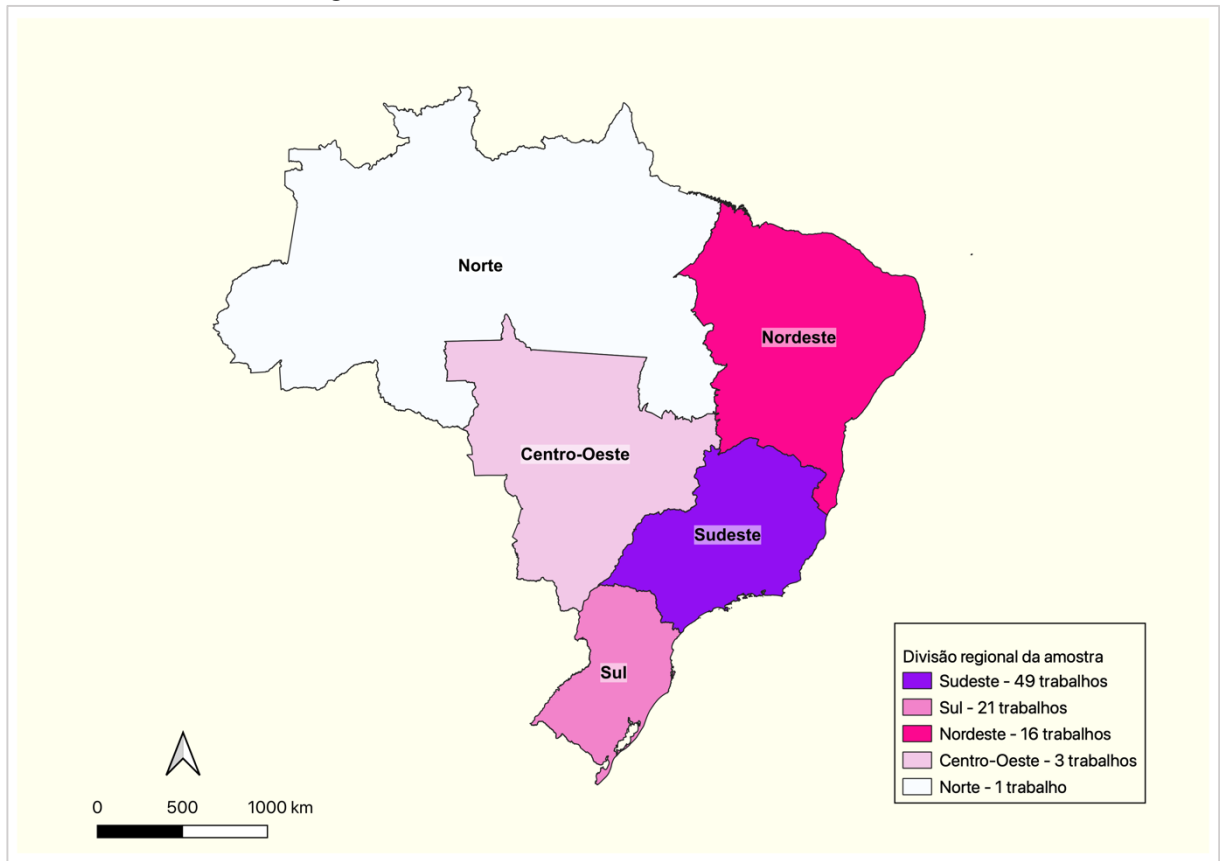 Norte
Nordeste
Centro-Oeste
Sudeste
Sul
Divisão regional da amostra
Sudeste - 49 trabalhos
Sul - 21 trabalhos
Nordeste - 16 trabalhos
Centro-Oeste - 3 trabalhos
Norte - 1 trabalho
0 500 1000 km